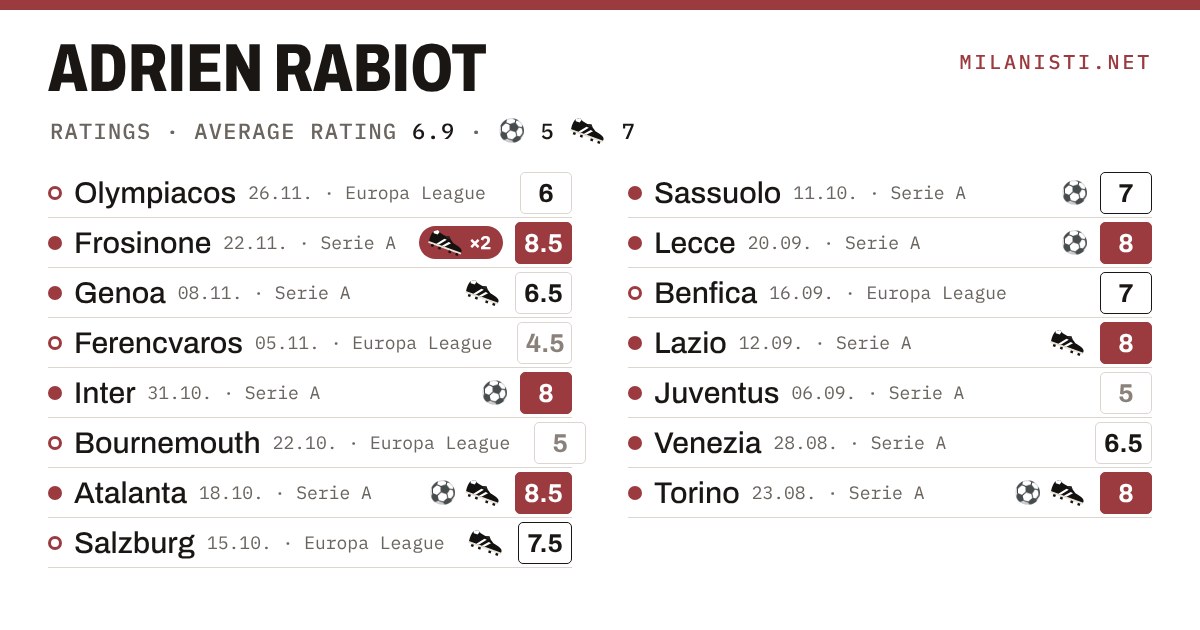 ADRIEN RABIOT
MILANISTI.NET
RATINGS · AVERAGE RATING 6.9 · ⚽ 5 7
Olympiacos 26.11. · Europa League 6
Frosinone 22.11. · Serie A ×2 8.5
Genoa 08.11. · Serie A 6.5
Ferencvaros 05.11. · Europa League 4.5
Inter 31.10. · Serie A ⚽ 8
Bournemouth 22.10. · Europa League 5
Atalanta 18.10. · Serie A ⚽ 8.5
Salzburg 15.10. · Europa League 7.5
Sassuolo 11.10. · Serie A ⚽ 7
Lecce 20.09. · Serie A ⚽ 8
Benfica 16.09. · Europa League 7
Lazio 12.09. · Serie A 8
Juventus 06.09. · Serie A 5
Venezia 28.08. · Serie A 6.5
Torino 23.08. · Serie A ⚽ 8